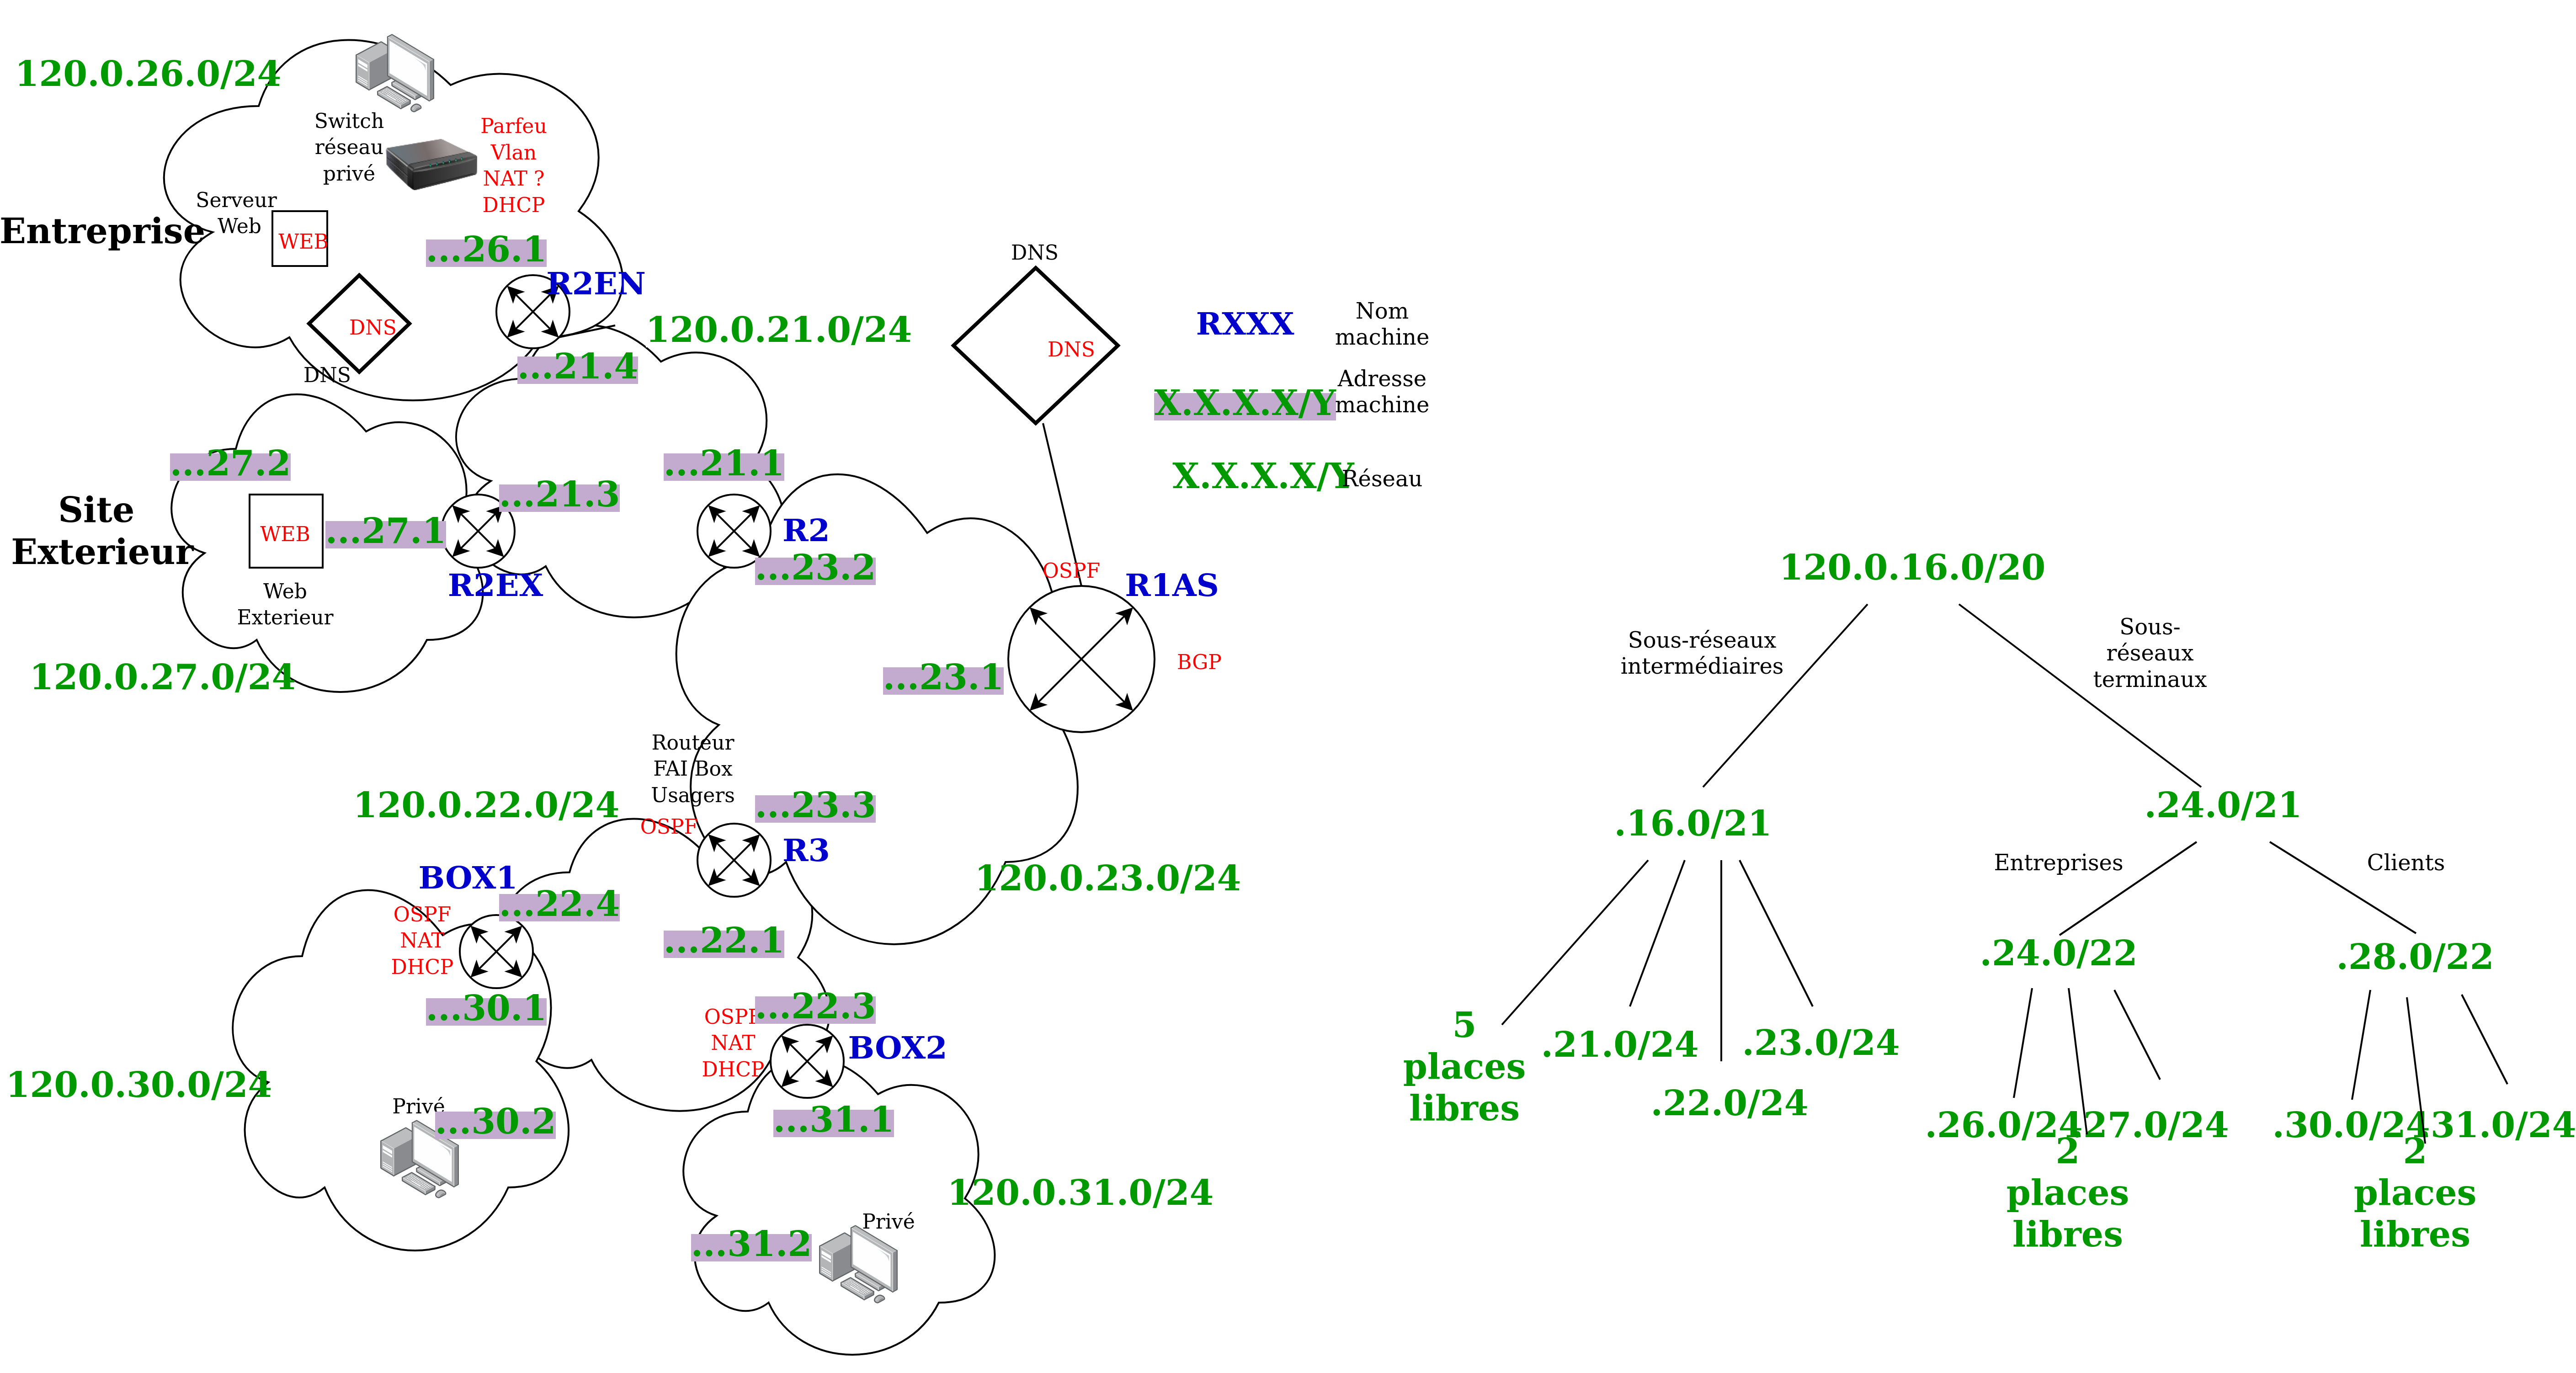 120.0.26.0/24
Switch
réseau
privé
Parfeu
Vlan
NAT ?
DHCP
Serveur
Web
WEB
Entreprise
...26.1
R2EN
DNS
DNS
120.0.21.0/24
...21.4
DNS
DNS
RXXX
Nom
machine
X.X.X.X/Y
Adresse
machine
X.X.X.X/Y
Réseau
...27.2
...21.3
...21.1
Site
Exterieur
WEB
...27.1
R2EX
Web
Exterieur
R2
...23.2
120.0.27.0/24
OSPF
R1AS
BGP
...23.1
Routeur
FAI Box
Usagers
OSPF
...23.3
R3
120.0.22.0/24
120.0.23.0/24
BOX1
...22.4
OSPF
NAT
DHCP
...22.1
...30.1
...22.3
OSPF
NAT
DHCP
BOX2
120.0.30.0/24
Privé
...30.2
...31.1
120.0.31.0/24
Privé
...31.2
120.0.16.0/20
Sous-réseaux
intermédiaires
Sous-
réseaux
terminaux
.16.0/21
.24.0/21
Entreprises
Clients
.24.0/22
.28.0/22
5
places
libres
.21.0/24
.22.0/24
.23.0/24
.26.0/24
.27.0/24
2
places
libres
.30.0/24
.31.0/24
2
places
libres